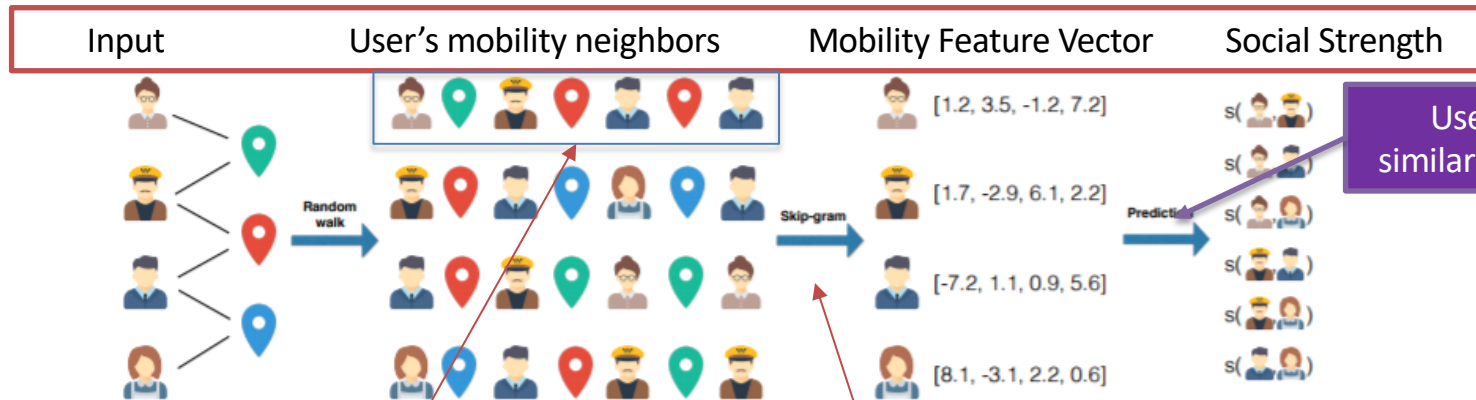 Input
User's mobility neighbors
Mobility Feature Vector
Social Strength
[1.2, 3.5, -1.2, 7.2]
s( , )
Use
similar
s( , )
Random
walk
[1.7, -2.9, 6.1, 2.2]
Skip-gram
Predictio
s( , )
s( , )
[-7.2, 1.1, 0.9, 5.6]
s( , )
s( , )
[8.1, -3.1, 2.2, 0.6]